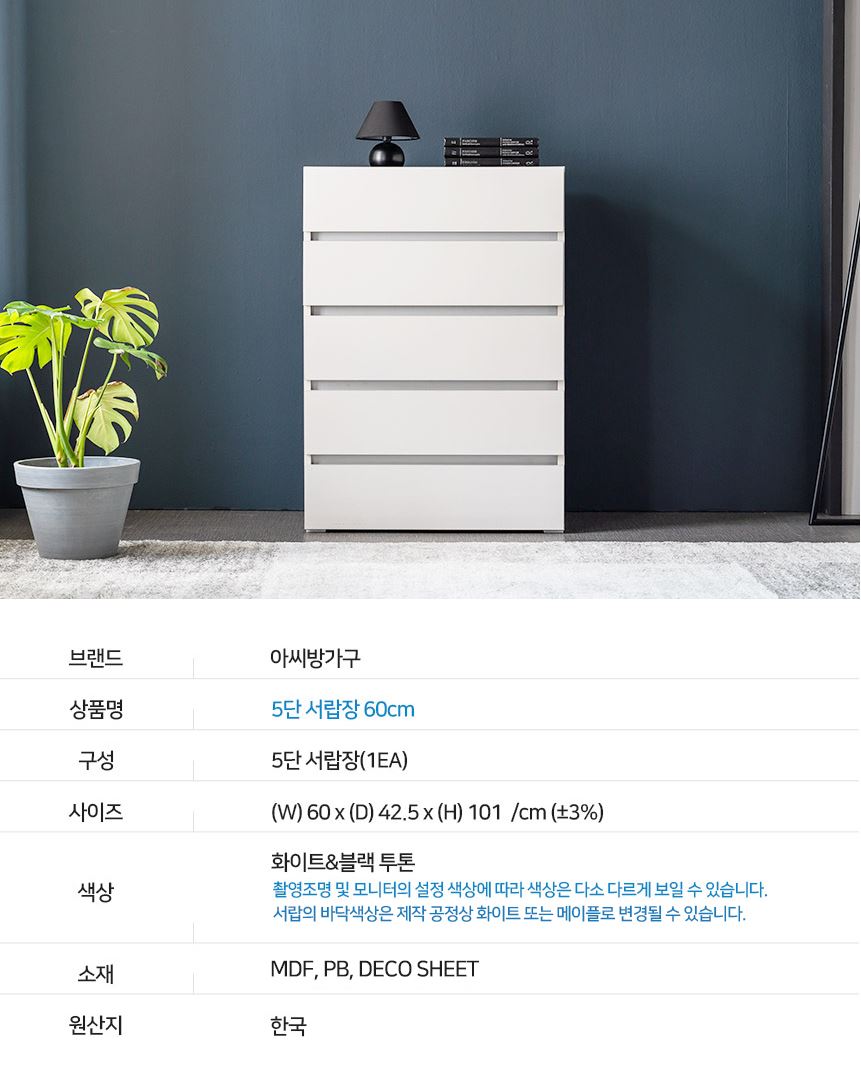 브랜드 아씨방가구
상품명 5단 서랍장 60cm
구성 5단 서랍장(1EA)
사이즈 (W) 60 x (D) 42.5 x (H) 101 /cm (±3%)
색상 화이트&블랙 투톤
촬영조명 및 모니터의 설정 색상에 따라 색상은 다소 다르게 보일 수 있습니다.
서랍의 바닥색상은 제작 공정상 화이트 또는 메이플로 변경될 수 있습니다.
소재 MDF, PB, DECO SHEET
원산지 한국